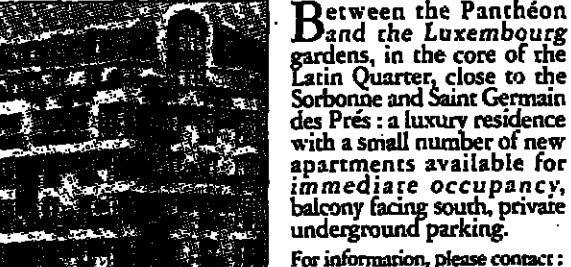 Between the Panthéon
and the Luxembourg
gardens, in the core of the
Latin Quarter, close to the
Sorbonne and Saint Germain
des Prés : a luxury residence
with a small number of new
apartments available for
immediate occupancy,
balcony facing south, private
underground parking.
For information, please contact :